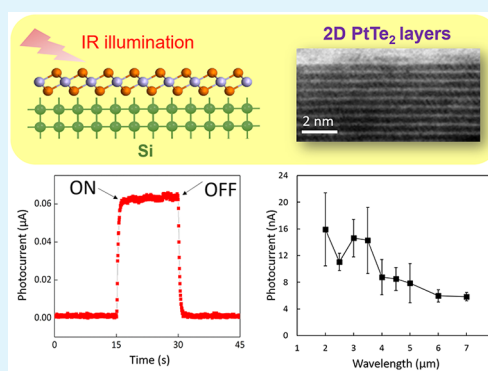 IR illumination
Si
2D PtTe₂ layers
2 nm
ON
OFF
Photocurrent (μA)
0.06
0.04
0.02
0.00
0
15
30
45
Time (s)
Photocurrent (nA)
24
20
16
12
8
4
0
1
2
3
4
5
6
7
Wavelength (μm)